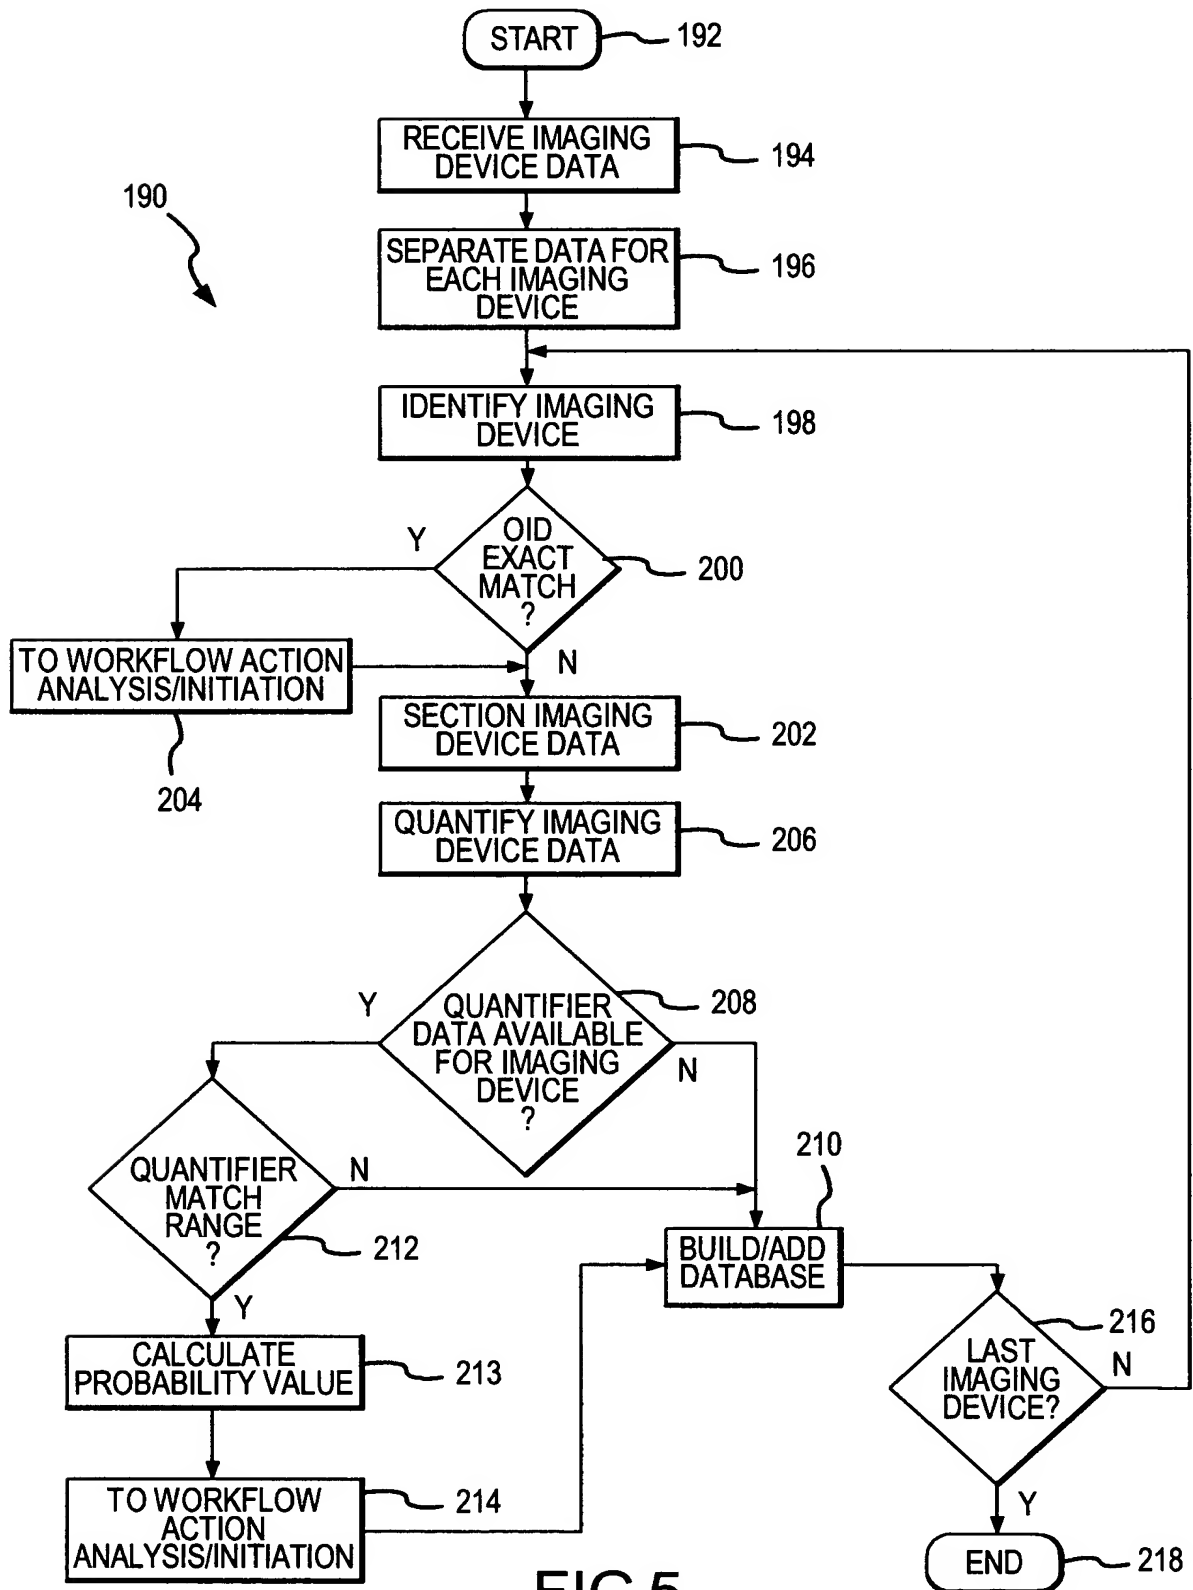 START
192
RECEIVE IMAGING
DEVICE DATA
194
190
SEPARATE DATA FOR
EACH IMAGING
DEVICE
196
IDENTIFY IMAGING
DEVICE
198
Y
OID
EXACT
MATCH
?
200
TO WORKFLOW ACTION
ANALYSIS/INITIATION
N
204
SECTION IMAGING
DEVICE DATA
202
QUANTIFY IMAGING
DEVICE DATA
206
Y
QUANTIFIER
DATA AVAILABLE
FOR IMAGING
DEVICE
?
208
N
QUANTIFIER
MATCH
RANGE
?
N
212
Y
210
BUILD/ADD
DATABASE
CALCULATE
PROBABILITY VALUE
213
LAST
IMAGING
DEVICE?
216
N
TO WORKFLOW
ACTION
ANALYSIS/INITIATION
214
Y
END
218
FIG.5